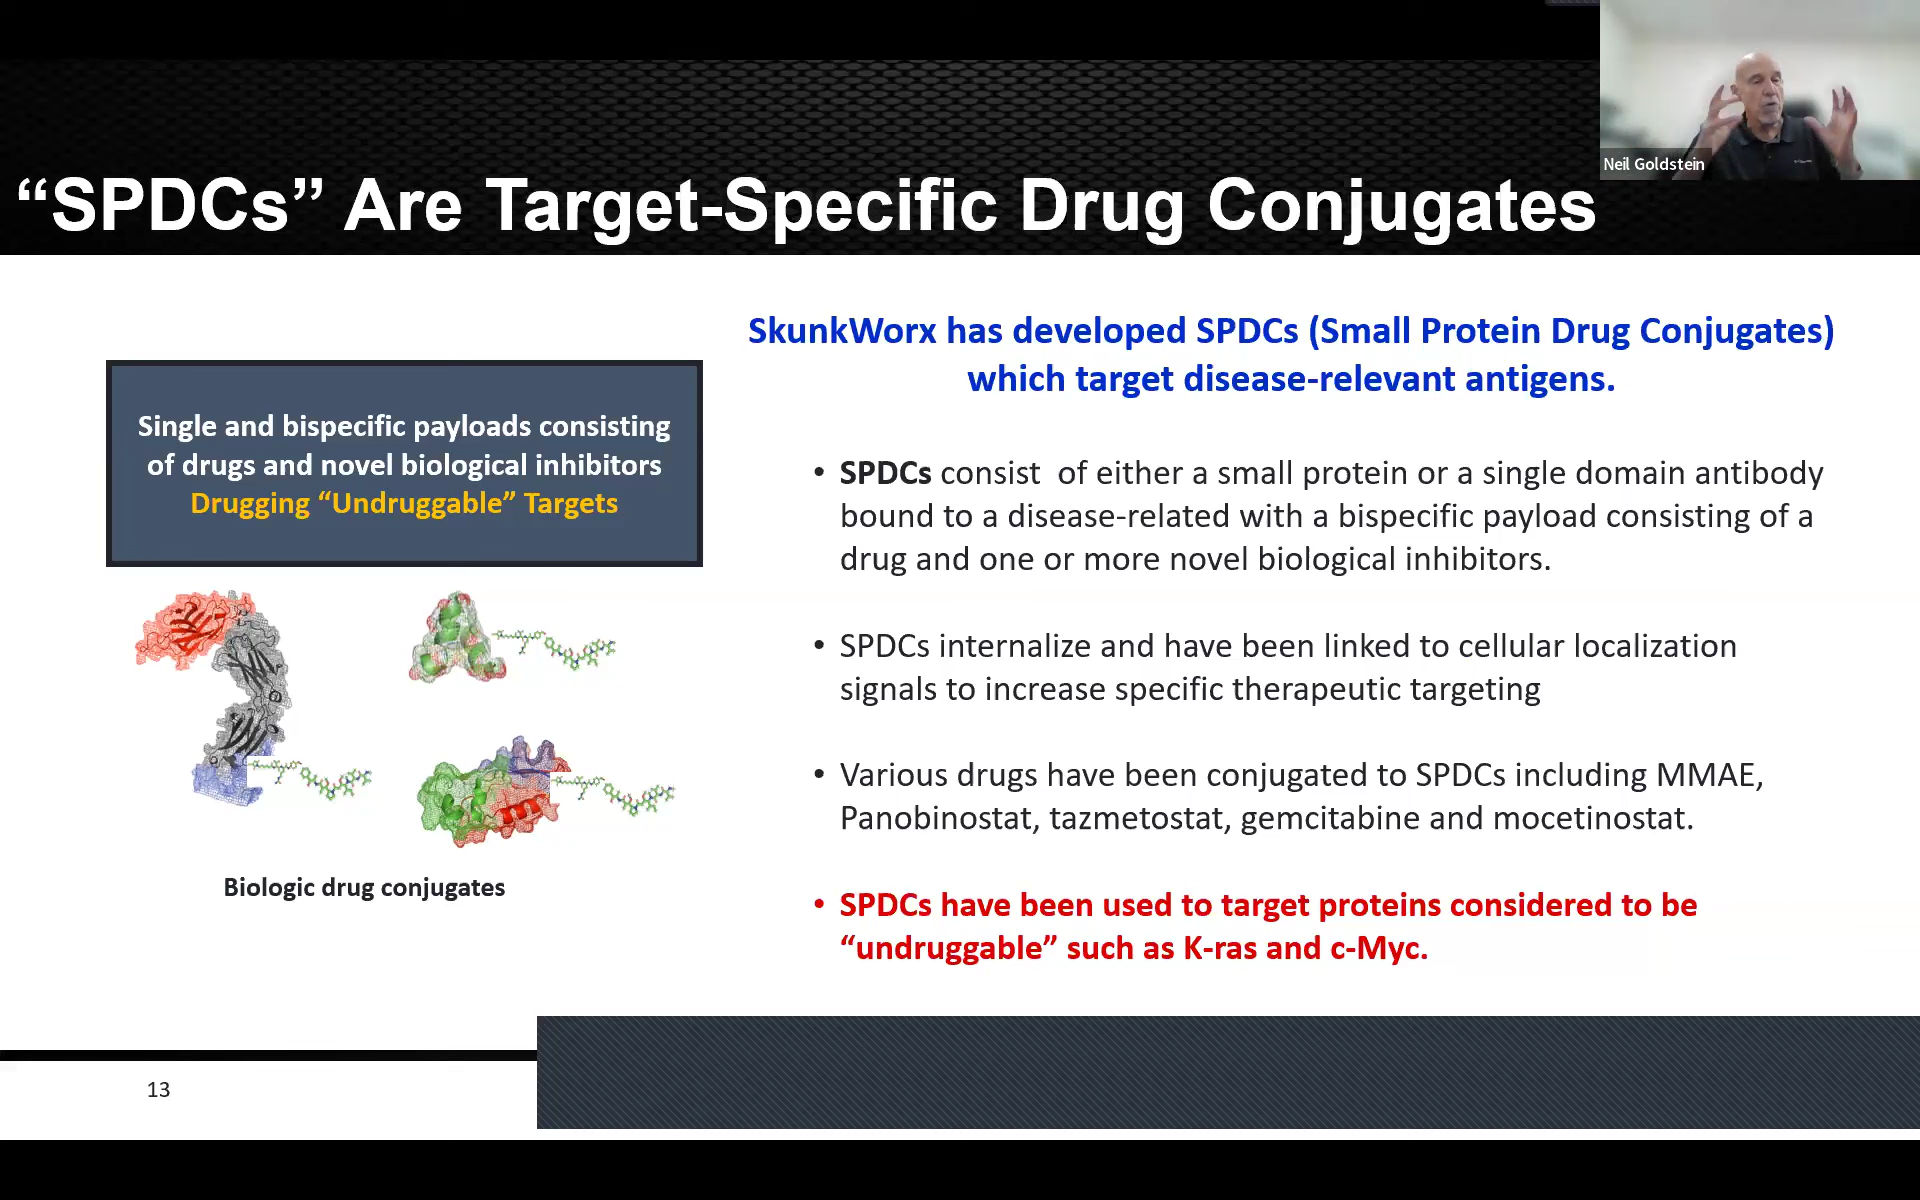 Neil Goldstein
“SPDCs” Are Target-Specific Drug Conjugates
Single and bispecific payloads consisting
of drugs and novel biological inhibitors
Drugging “Undruggable” Targets
Biologic drug conjugates
SkunkWorx has developed SPDCs (Small Protein Drug Conjugates)
which target disease-relevant antigens.
• SPDCs consist of either a small protein or a single domain antibody
bound to a disease-related with a bispecific payload consisting of a
drug and one or more novel biological inhibitors.
• SPDCs internalize and have been linked to cellular localization
signals to increase specific therapeutic targeting
• Various drugs have been conjugated to SPDCs including MMAE,
Panobinostat, tazmetostat, gemcitabine and mocetinostat.
• SPDCs have been used to target proteins considered to be
“undruggable” such as K-ras and c-Myc.
13